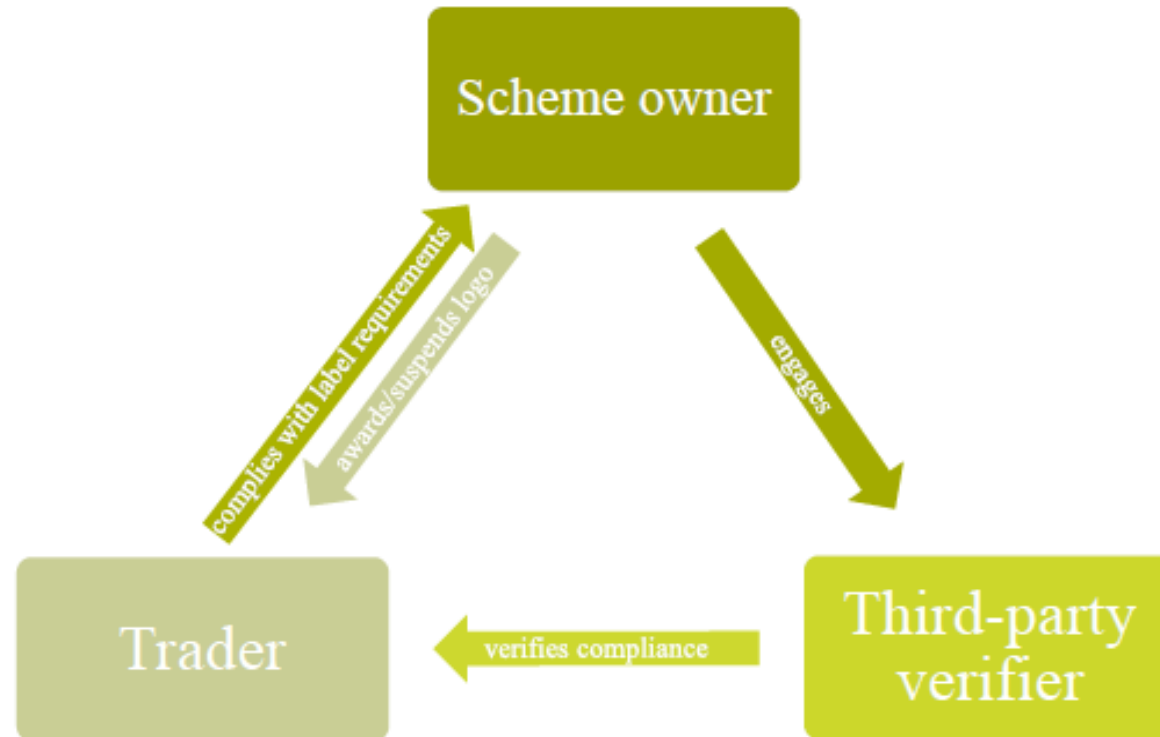 Scheme owner
complies with label requirements
awards/suspends logo
engages
Trader
verifies compliance
Third-party
verifier